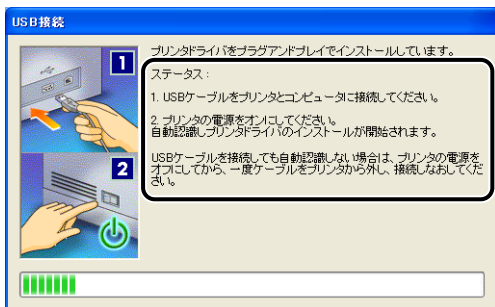 USB接続
プリンタドライバをプラグアンドプレイでインストールしています。
1
ステータス:
1. USBケーブルをプリンタとコンピュータに接続してください。
2. プリンタの電源をオンにしてください。
自動認識しプリンタドライバのインストールが開始されます。
2
USBケーブルを接続しても自動認識しない場合は、プリンタの電源を
オフにしてから、一度ケーブルをプリンタから外し、接続しなおしてくだ
さい。